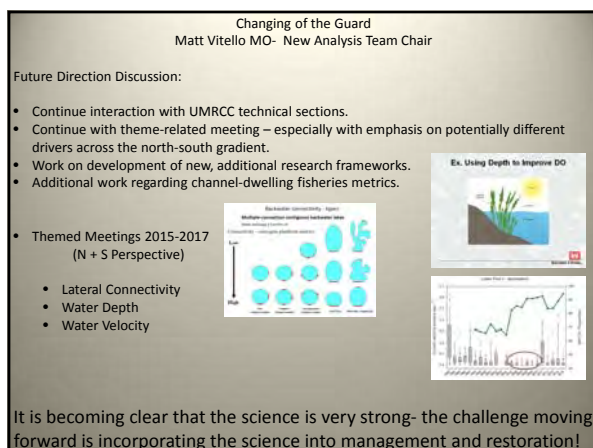 Changing of the Guard
Matt Vitello MO- New Analysis Team Chair
Future Direction Discussion:
• Continue interaction with UMRCC technical sections.
• Continue with theme-related meeting – especially with emphasis on potentially different
drivers across the north-south gradient.
• Work on development of new, additional research frameworks.
• Additional work regarding channel-dwelling fisheries metrics.
Ex. Using Depth to Improve DO
• Themed Meetings 2015-2017
(N + S Perspective)
• Lateral Connectivity
• Water Depth
• Water Velocity
Low
High
It is becoming clear that the science is very strong- the challenge moving
forward is incorporating the science into management and restoration!